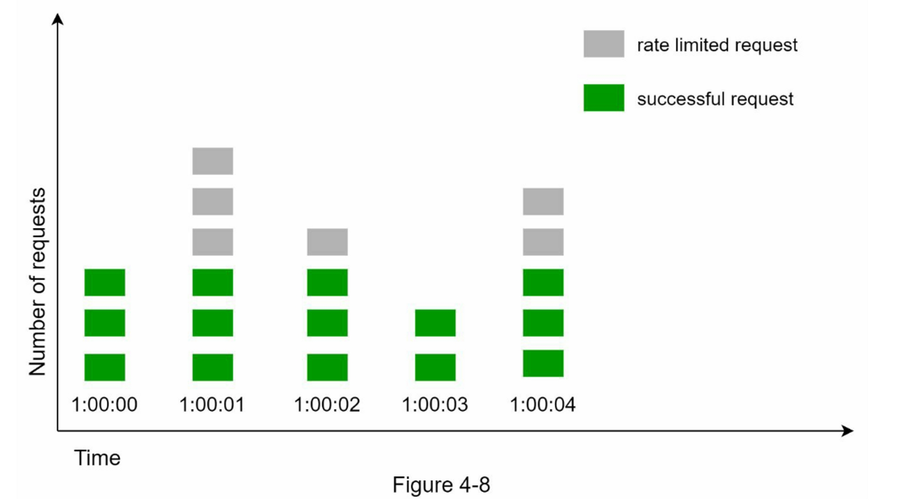 rate limited request
successful request
Number of requests
1:00:00 1:00:01 1:00:02 1:00:03 1:00:04
Time
Figure 4-8